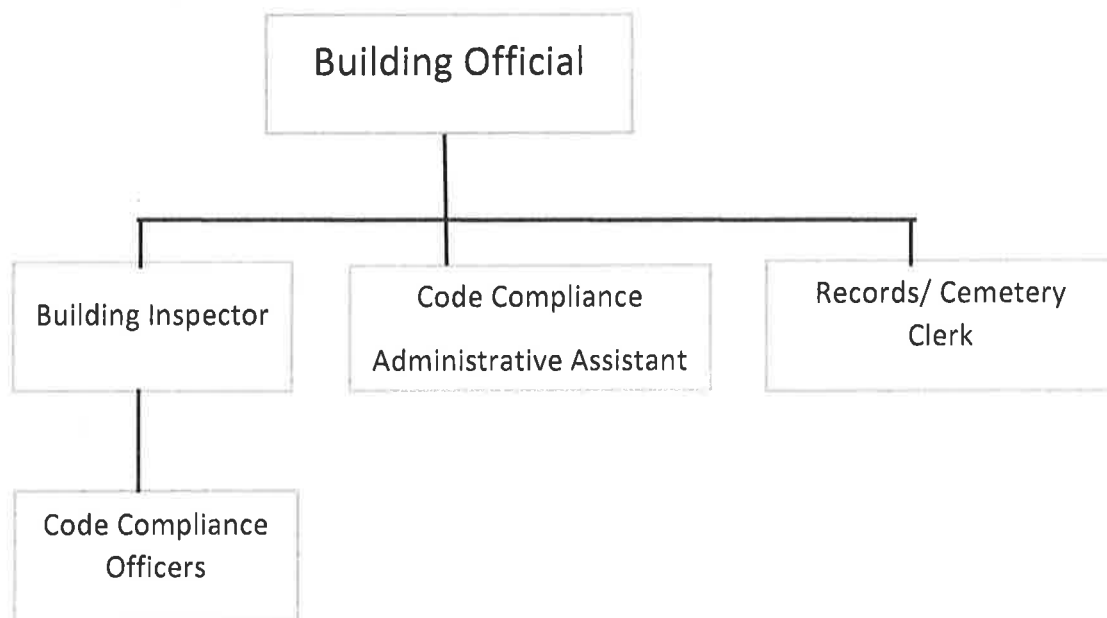 Building Official
Building Inspector
Code Compliance
Administrative Assistant
Records/ Cemetery
Clerk
Code Compliance
Officers